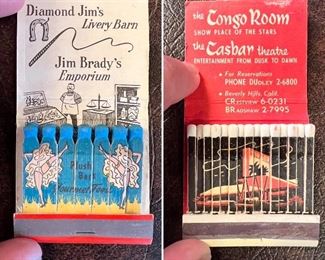 Diamond Jim's
Livery Barn
Jim Brady's
Emporium
Plush
Bars
Gourmet Foods
the Congo Room
SHOW PLACE OF THE STARS
the Casbar theatre
ENTERTAINMENT FROM DUSK TO DAWN
• For Reservations
PHONE DUDLEY 2-6800
• Beverly Hills, Calif.
CRESTVIEW 6-0231
BRADSHAW 2-7995